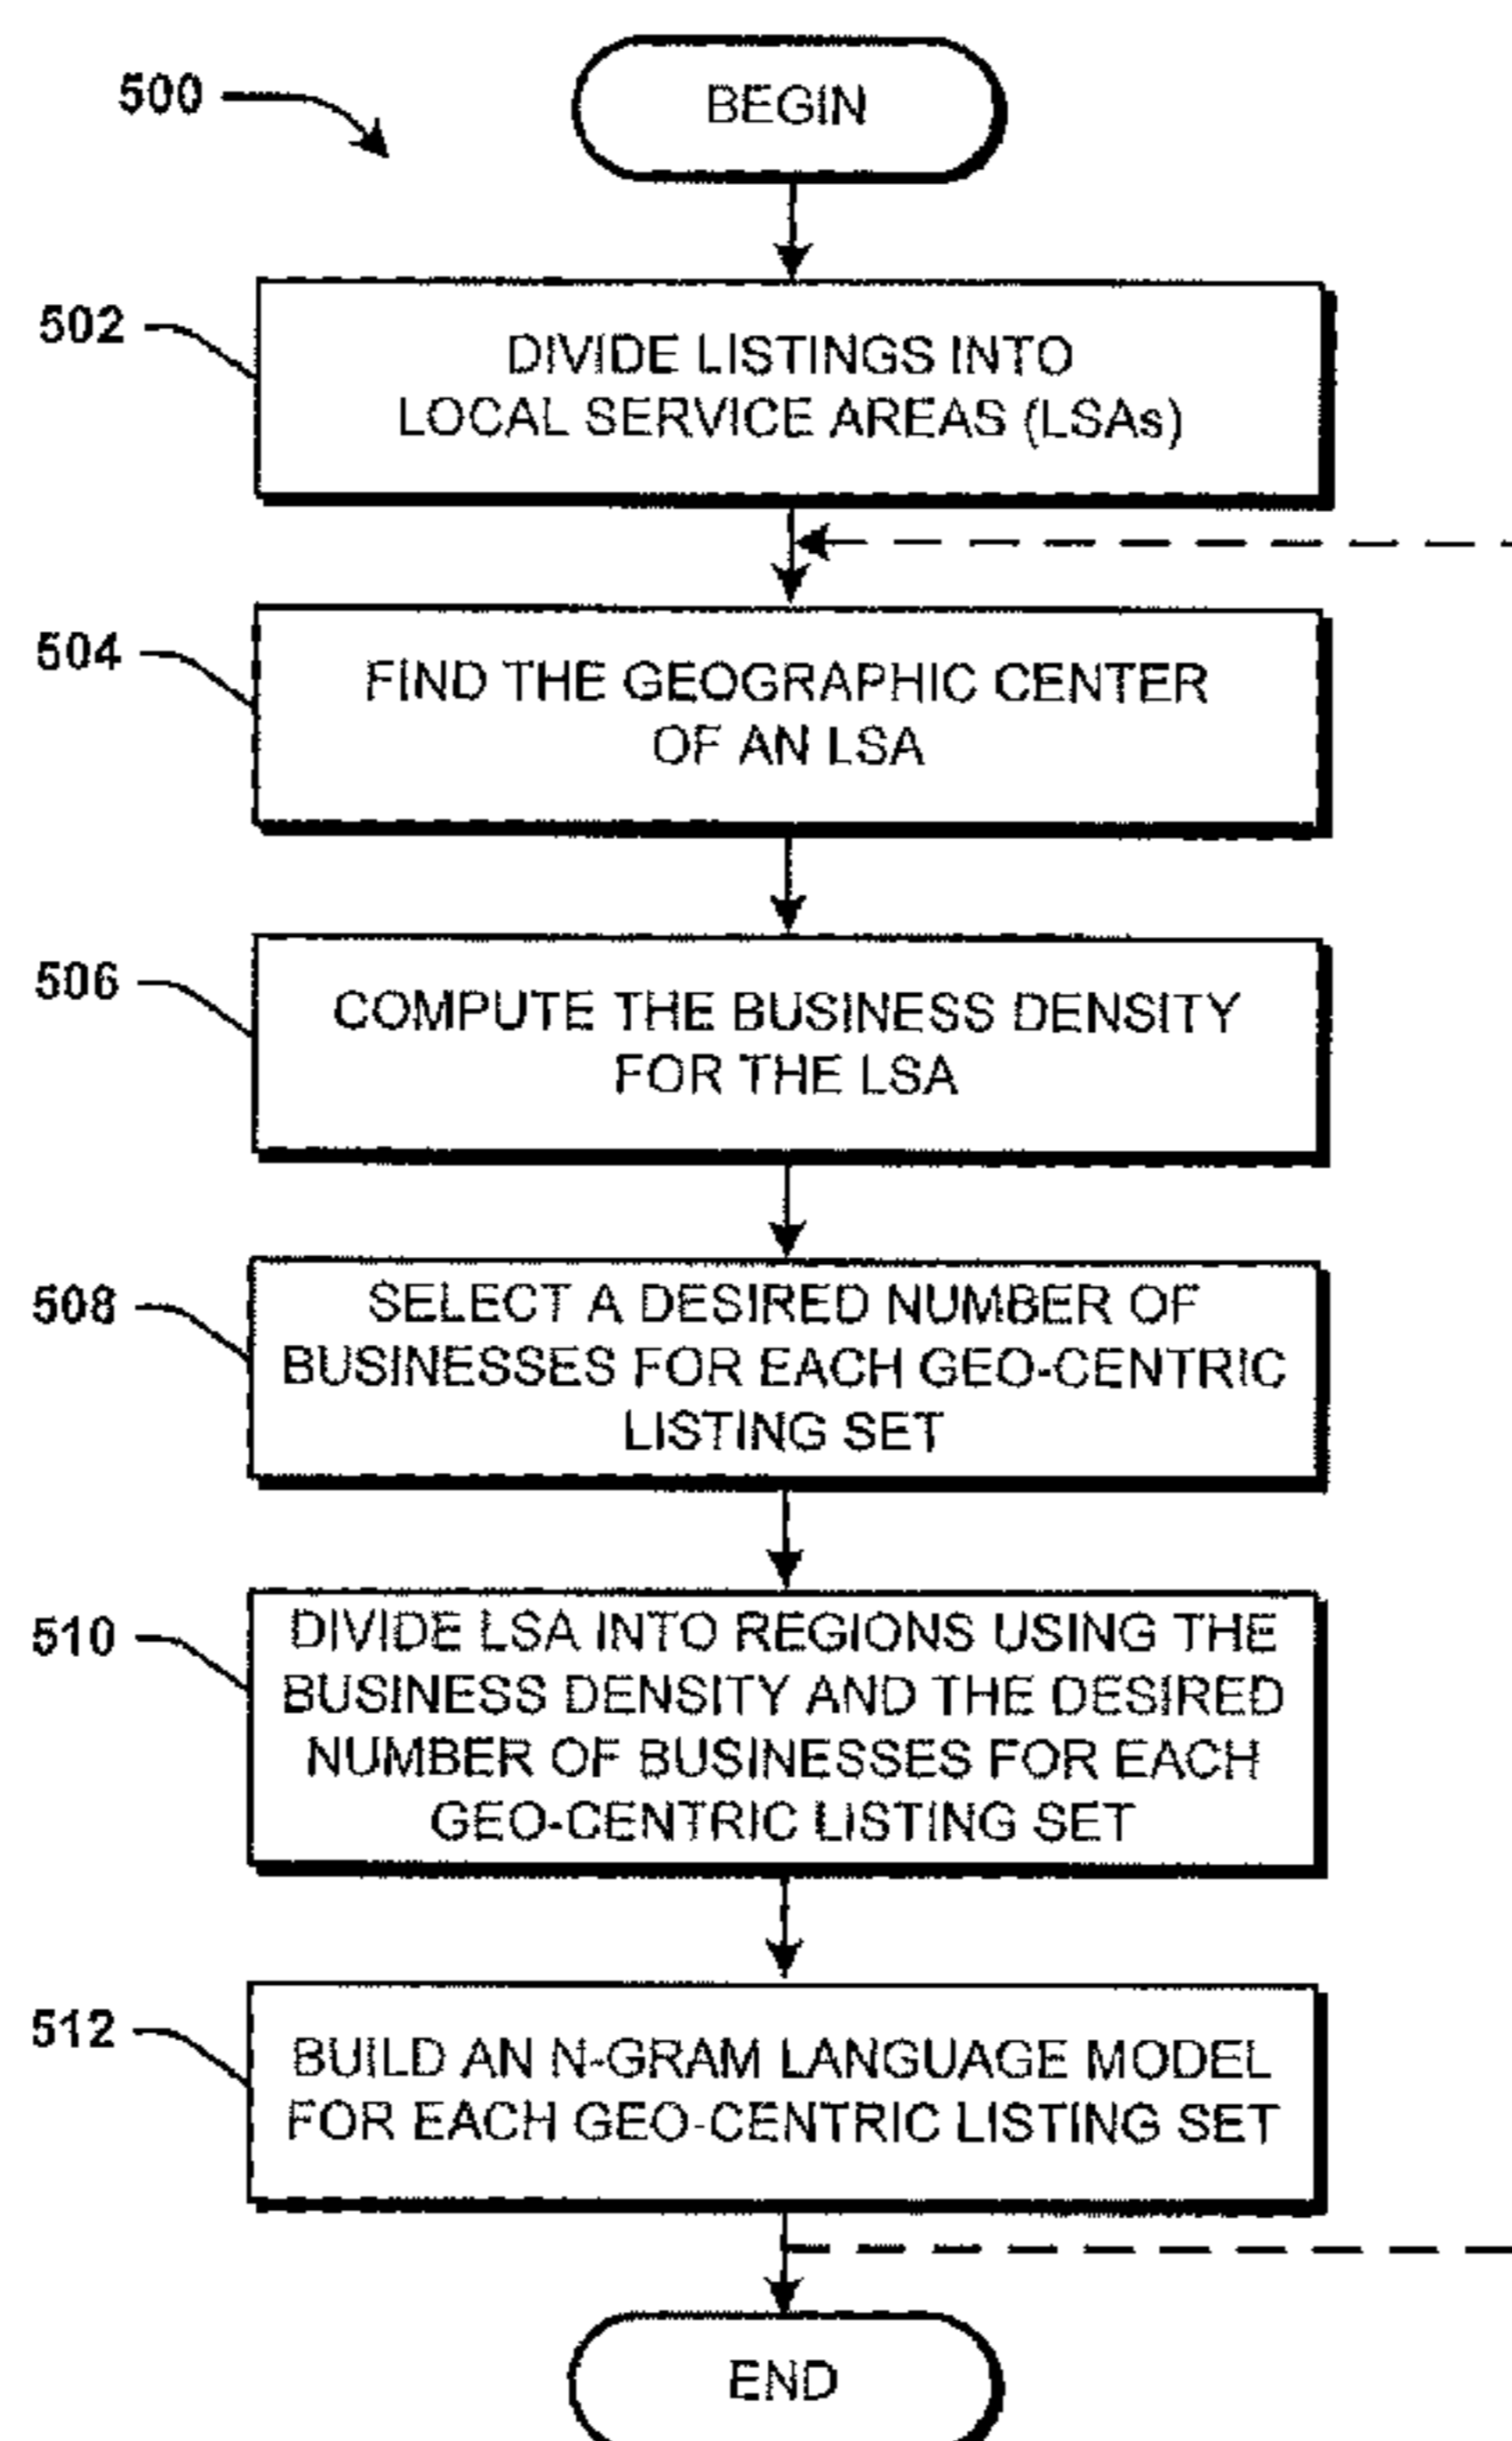 500
BEGIN
502
DIVIDE LISTINGS INTO
LOCAL SERVICE AREAS (LSAs)
504
FIND THE GEOGRAPHIC CENTER
OF AN LSA
506
COMPUTE THE BUSINESS DENSITY
FOR THE LSA
508
SELECT A DESIRED NUMBER OF
BUSINESSES FOR EACH GEO-CENTRIC
LISTING SET
510
DIVIDE LSA INTO REGIONS USING THE
BUSINESS DENSITY AND THE DESIRED
NUMBER OF BUSINESSES FOR EACH
GEO-CENTRIC LISTING SET
512
BUILD AN N-GRAM LANGUAGE MODEL
FOR EACH GEO-CENTRIC LISTING SET
END